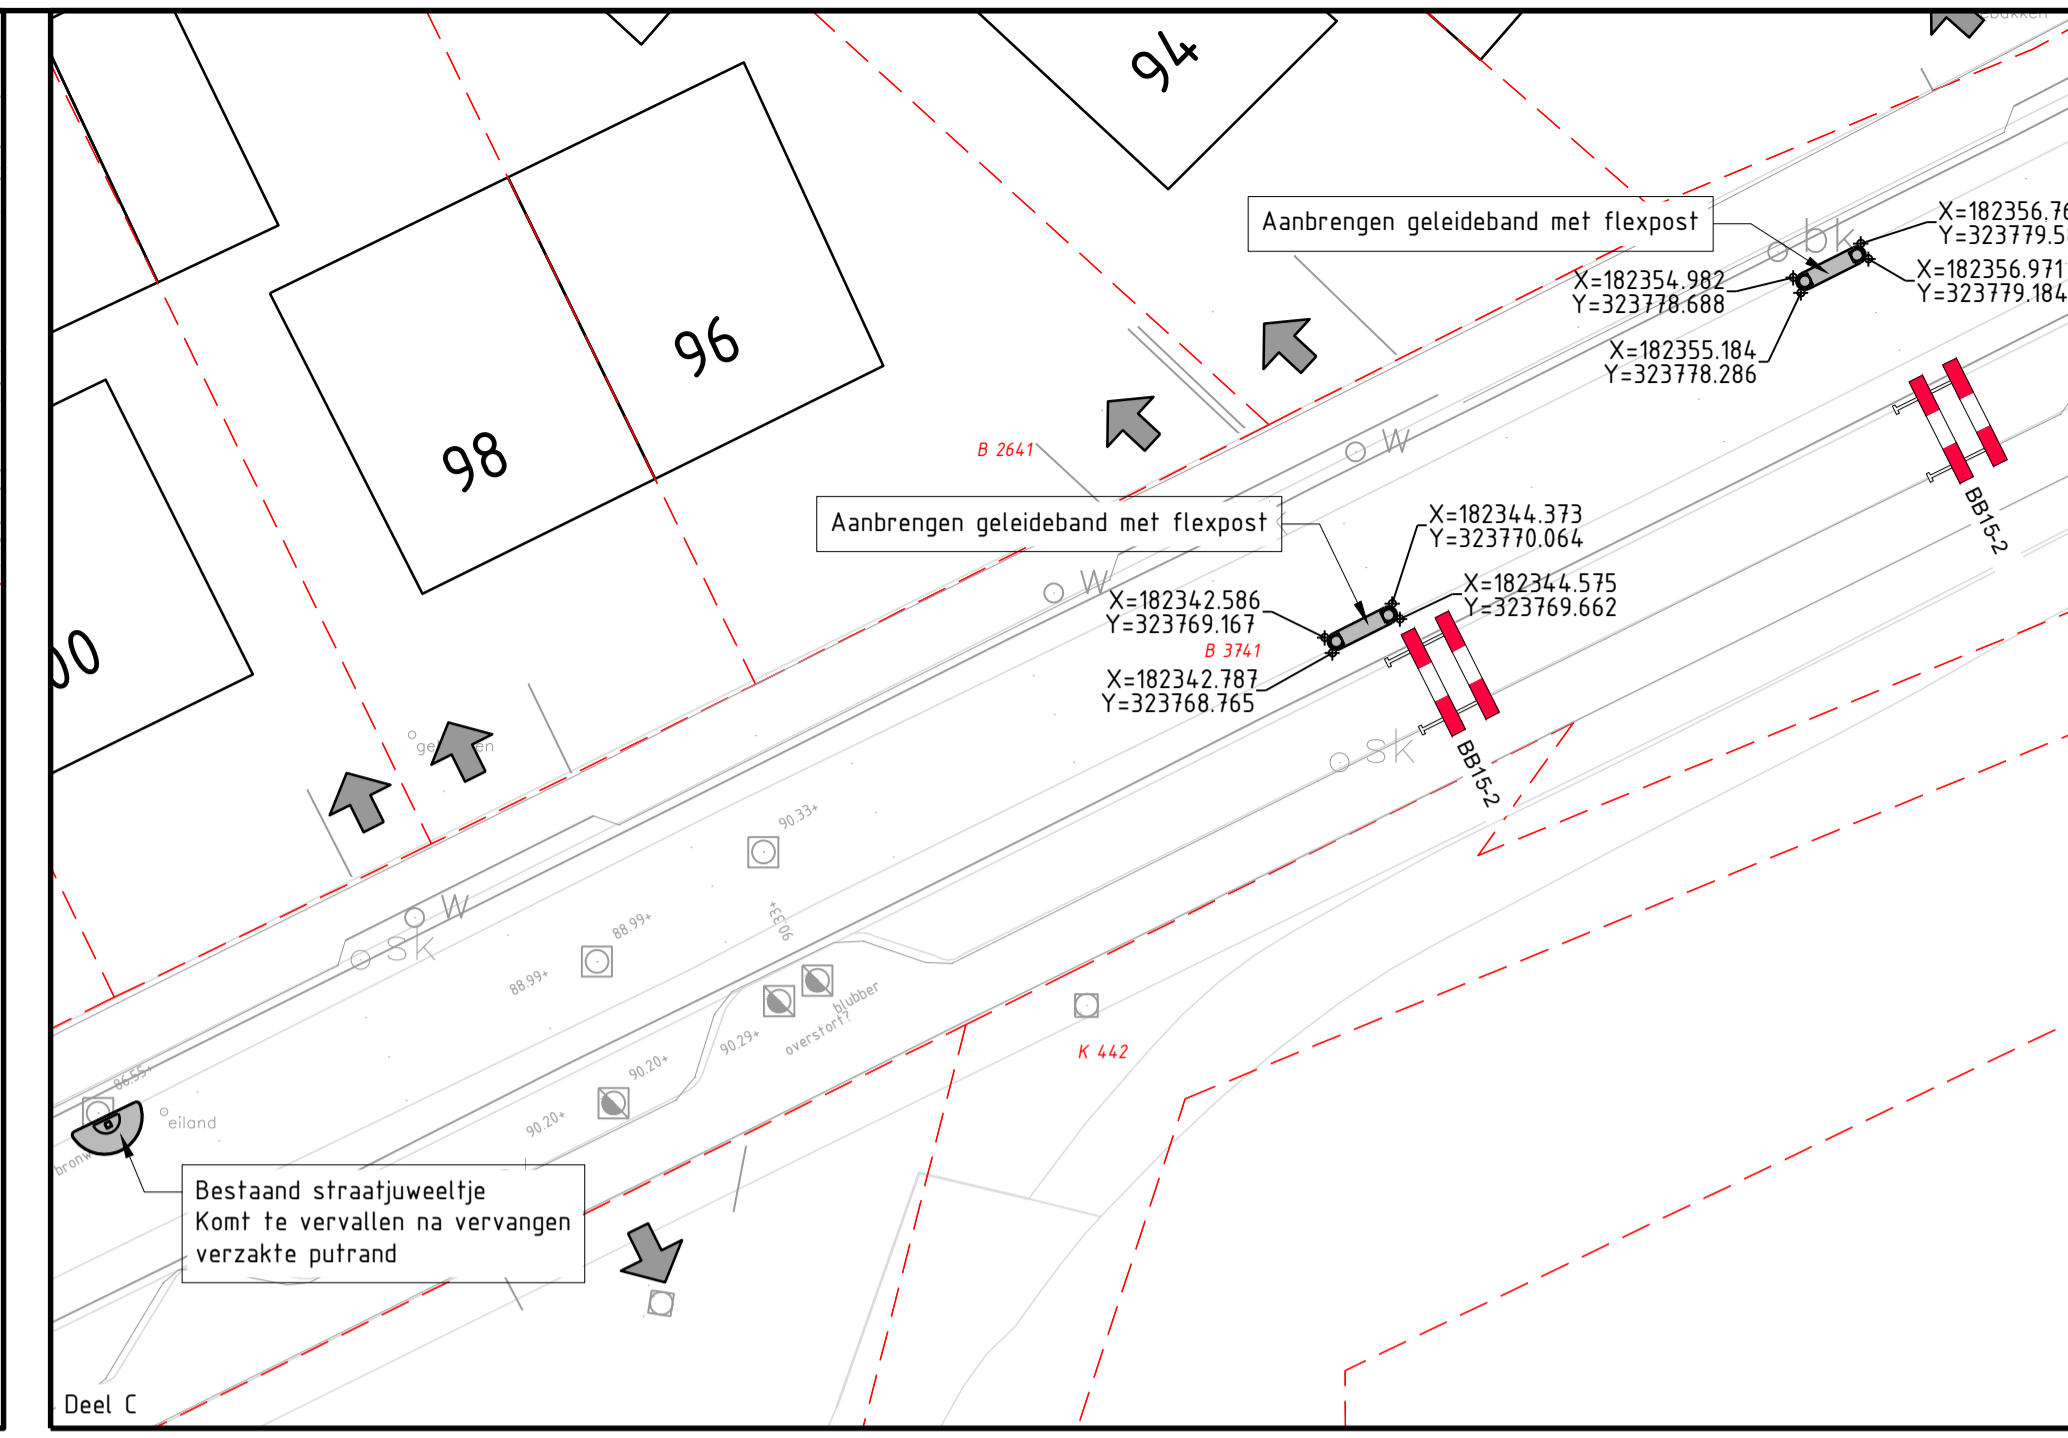 94
Aanbrengen geleideband met flexpost
bk
X=182354.982
Y=323778.688
X=182355.184
Y=323778.286
X=182356.971
Y=323779.184
96
98
B 2641
W
Aanbrengen geleideband met flexpost
X=182344.373
Y=323770.064
X=182344.575
Y=323769.662
W
X=182342.586
Y=323769.167
B 3741
X=182342.787
Y=323768.765
BB15-2
BB15-2
sk
00
90.33+
90.33+
W
sk
88.99+
88.99+
blubber
overstort?
90.29+
90.20+
90.20+
K 442
86.55+
eiland
Bestaand straatjuweeltje
Komt te vervallen na vervangen
verzakte putrand
Deel C